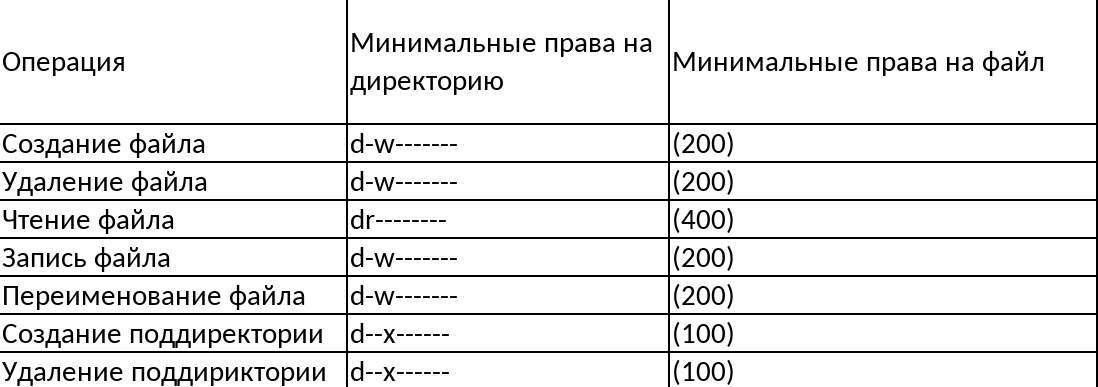 Операция
Минимальные права на
директорию
Минимальные права на файл
Создание файла d-w------- (200)
Удаление файла d-w------- (200)
Чтение файла dr-------- (400)
Запись файла d-w------- (200)
Переименование файла d-w------- (200)
Создание поддиректории d--x------ (100)
Удаление поддириктории d--x------ (100)